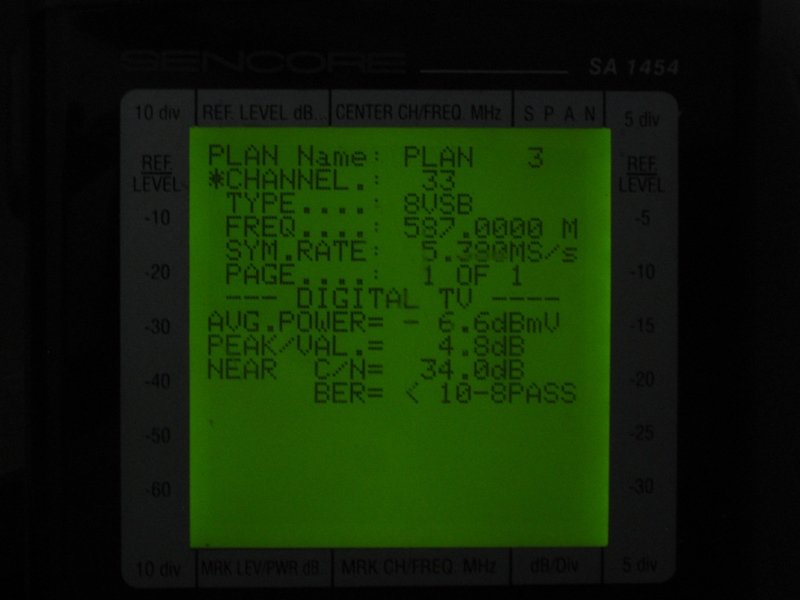 SENCORE SA 1454
10 div REF. LEVEL dB... CENTER CH/FREQ. MHz S P A N 5 div
REF LEVEL
-10
-20
-30
-40
-50
-60
PLAN Name: PLAN 3
*CHANNEL.: 33
TYPE....: 8VSB
FREQ....: 587.0000 M
SYM.RATE: 5.380MS/s
PAGE....: 1 OF 1
--- DIGITAL TV ----
AVG.POWER= - 6.6dBmV
PEAK/VAL.= 4.8dB
NEAR C/N= 34.0dB
BER= < 10-8PASS
REF LEVEL
-5
-10
-15
-20
-25
-30
10 div MRK LEV/PWR dB... MRK CH/FREQ. MHz dB/Div 5 div